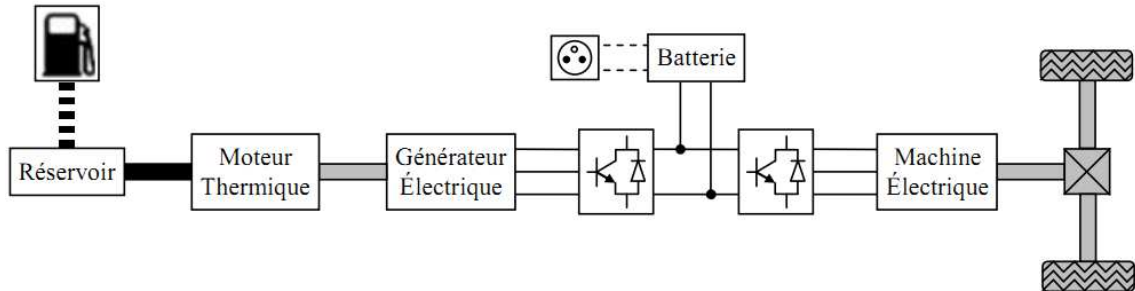 Batterie
Réservoir
Moteur
Thermique
Générateur
Électrique
Machine
Électrique